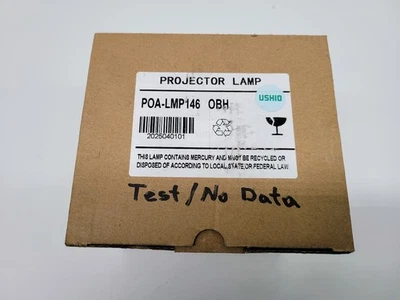 PROJECTOR LAMP
POA-LMP146 OBH
USHIO
2025040101
THIS LAMP CONTAINS MERCURY AND MUST BE RECYCLED OR
DISPOSED OF ACCORDING TO LOCAL,STATE,OR FEDERAL LAW
Test/No Data